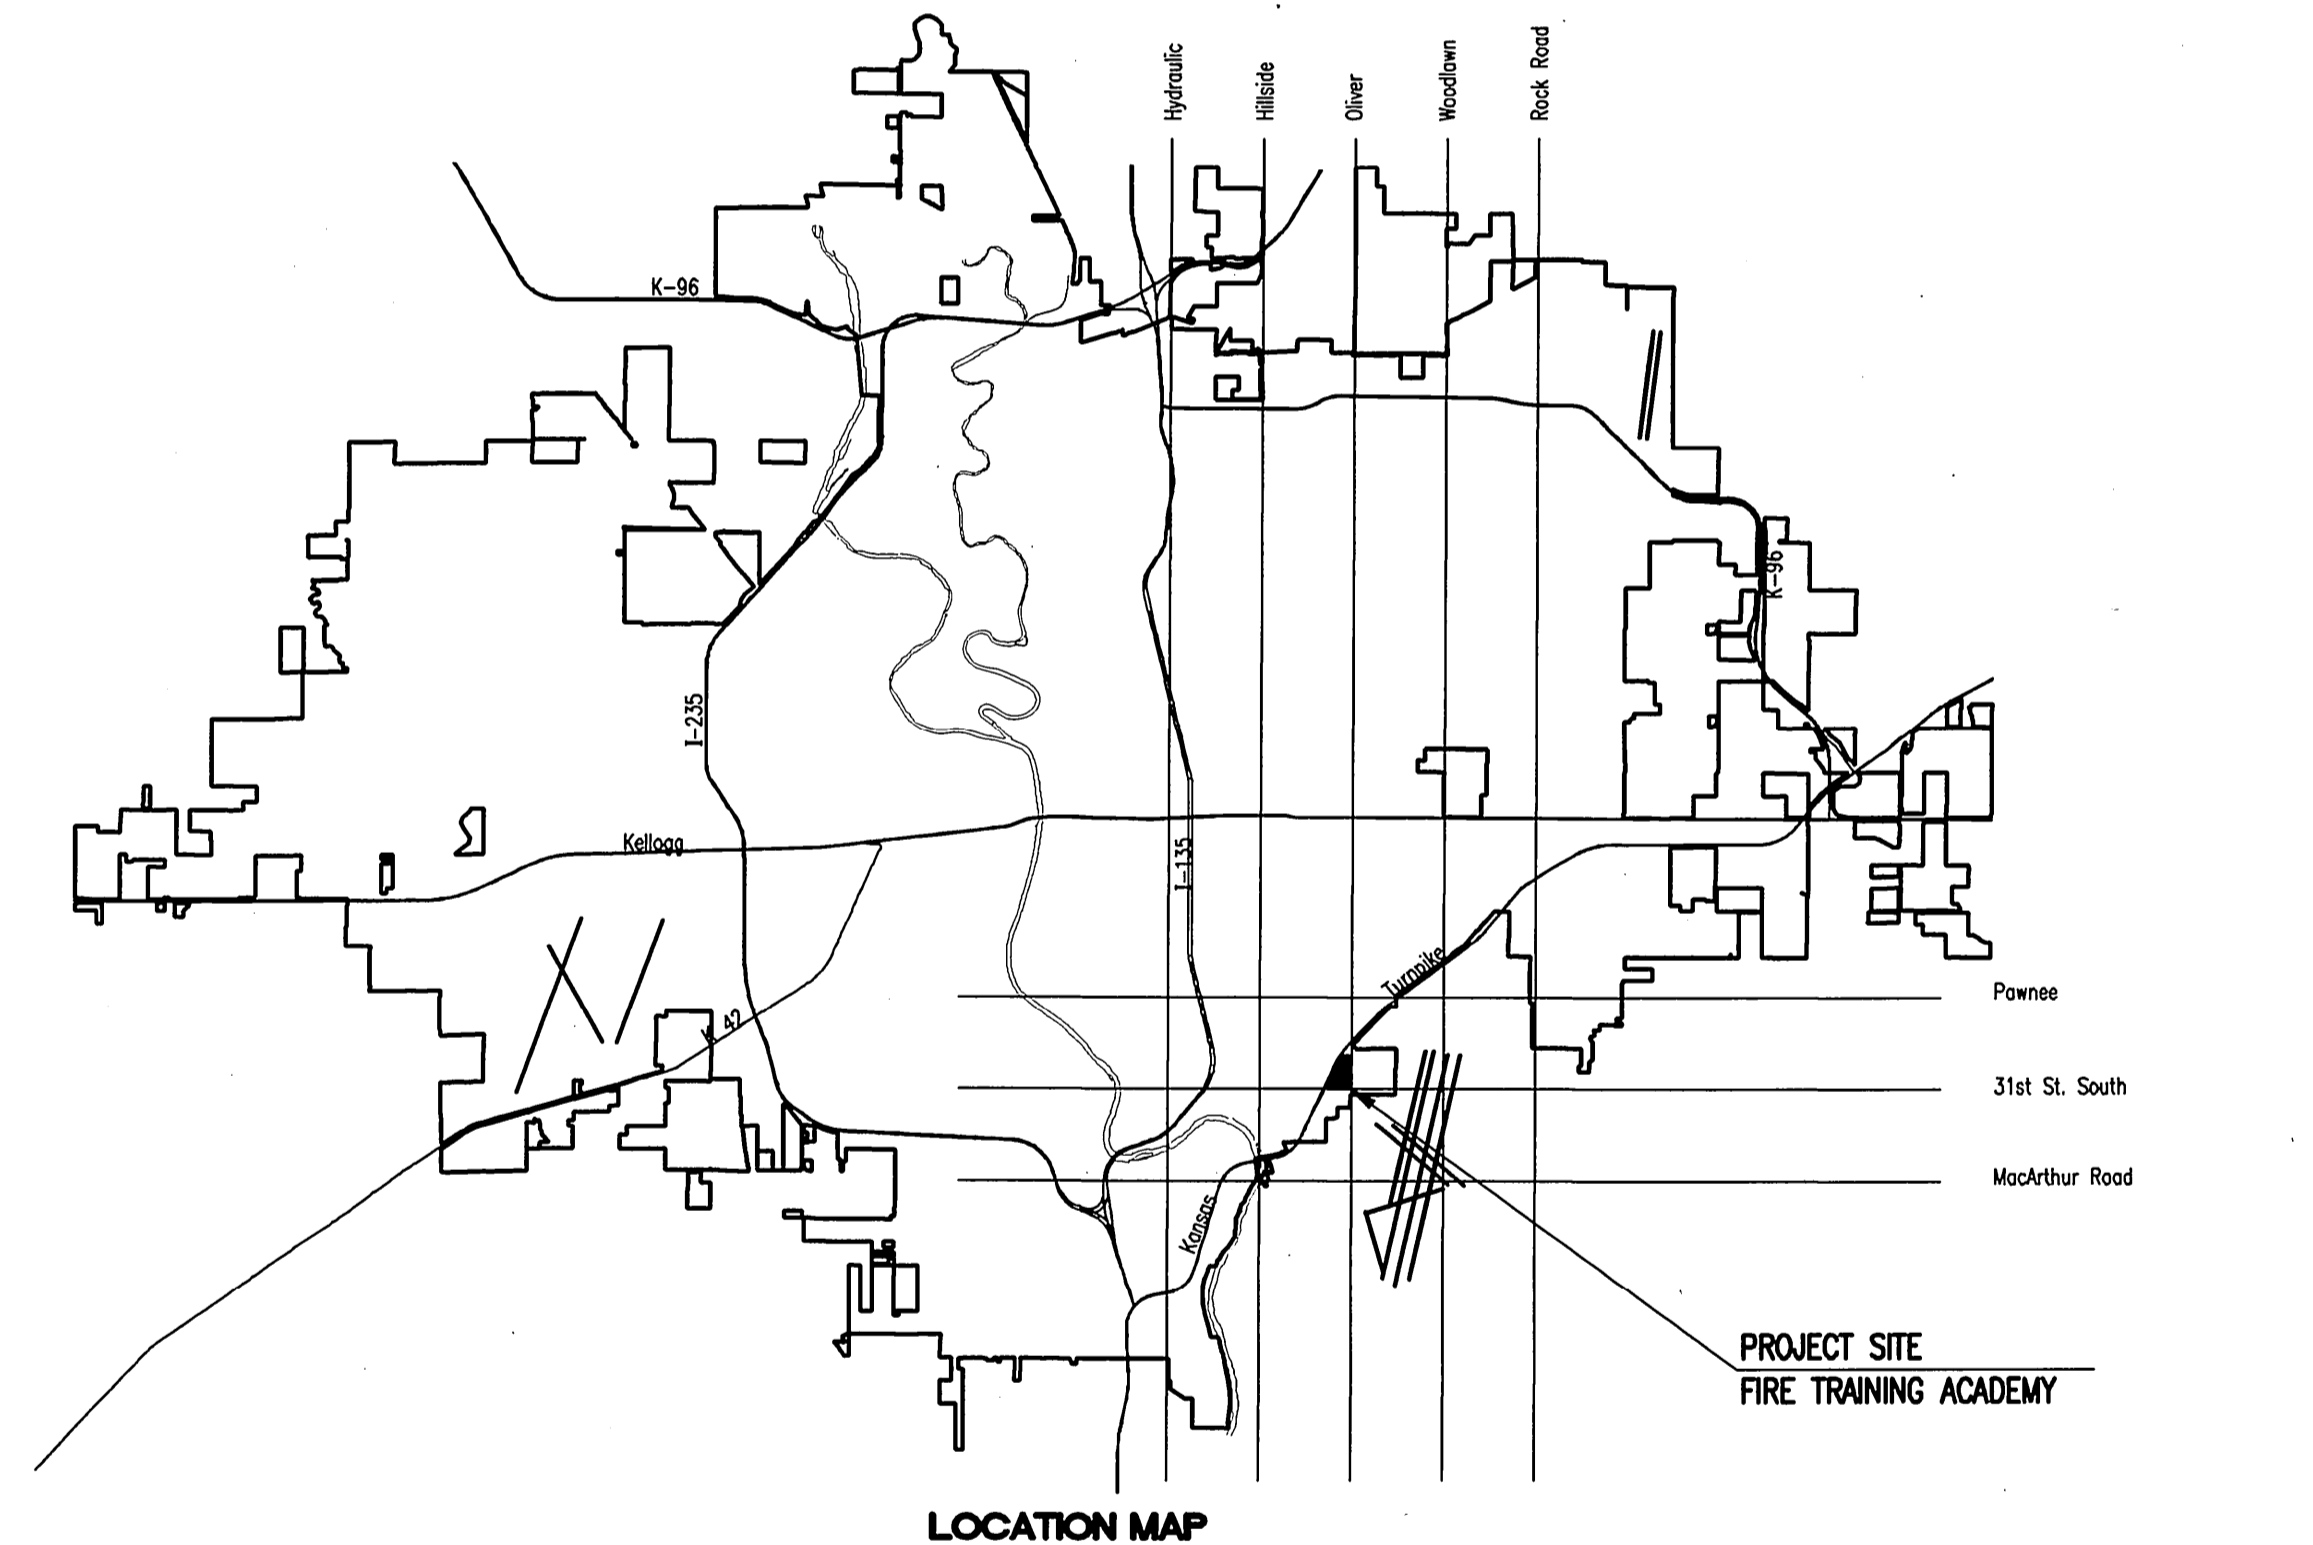 Hydraulic
Hillside
Oliver
Woodlawn
Rock Road
K-96
K-96
I-235
Kellogg
I-135
Turnpike
Pawnee
K 42
31st St. South
MacArthur Road
Kansas
PROJECT SITE
FIRE TRAINING ACADEMY
LOCATION MAP